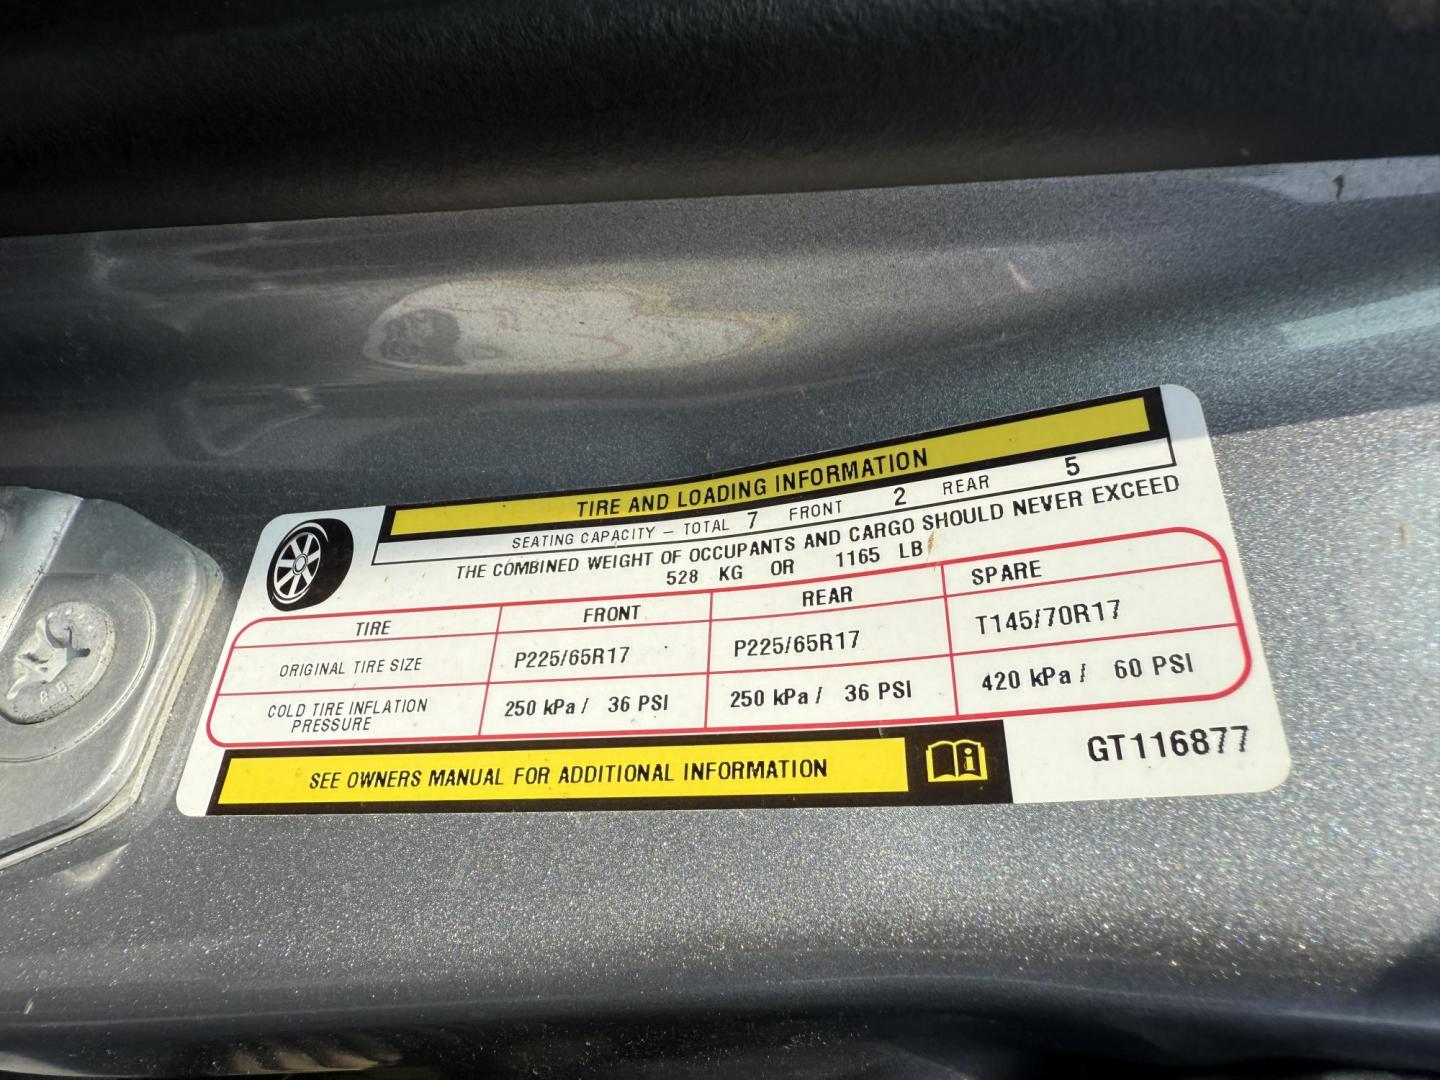 TIRE AND LOADING INFORMATION
SEATING CAPACITY – TOTAL 7 FRONT 2 REAR 5
THE COMBINED WEIGHT OF OCCUPANTS AND CARGO SHOULD NEVER EXCEED
528 KG OR 1165 LB
TIRE FRONT REAR SPARE
ORIGINAL TIRE SIZE P225/65R17 P225/65R17 T145/70R17
COLD TIRE INFLATION
PRESSURE 250 kPa / 36 PSI 250 kPa / 36 PSI 420 kPa / 60 PSI
SEE OWNERS MANUAL FOR ADDITIONAL INFORMATION
GT116877